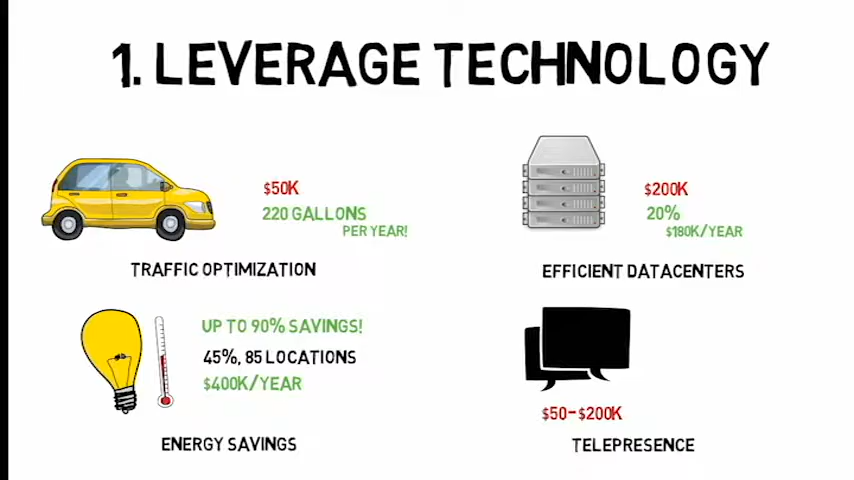 1. LEVERAGE TECHNOLOGY
$50K
220 GALLONS
PER YEAR!
TRAFFIC OPTIMIZATION
$200K
20%
$180K/YEAR
EFFICIENT DATACENTERS
UP TO 90% SAVINGS!
45%, 85 LOCATIONS
$400K/YEAR
ENERGY SAVINGS
$50-$200K
TELEPRESENCE